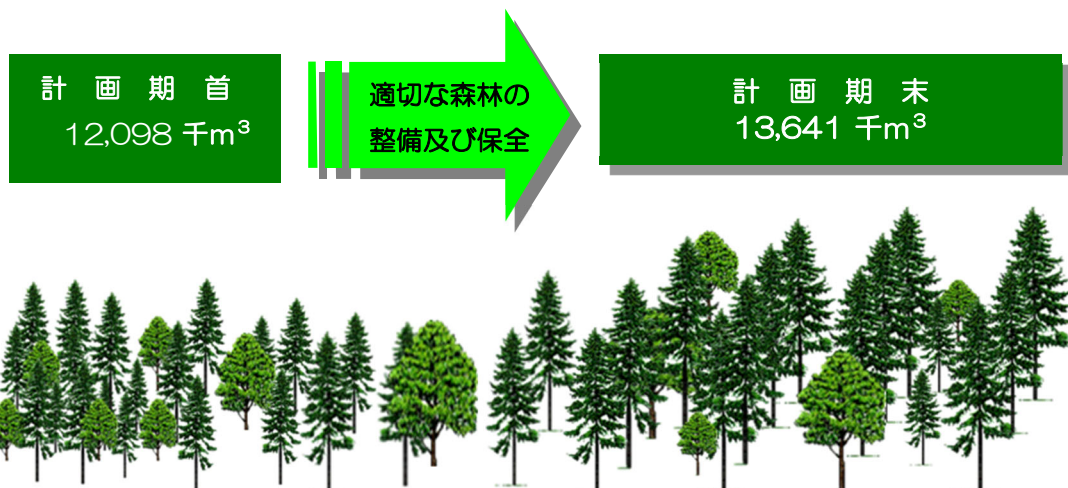 計画期首
12,098 千m³
適切な森林の
整備及び保全
計画期末
13,641 千m³